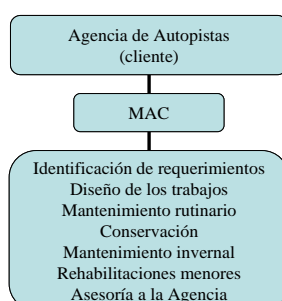 Agencia de Autopistas
(cliente)
MAC
Identificación de requerimientos
Diseño de los trabajos
Mantenimiento rutinario
Conservación
Mantenimiento invernal
Rehabilitaciones menores
Asesoría a la Agencia